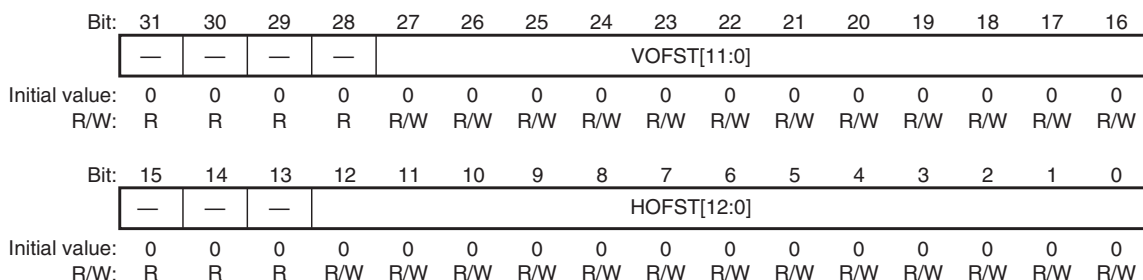 Bit: 31 30 29 28 27 26 25 24 23 22 21 20 19 18 17 16
— — — — VOFST[11:0]
Initial value: 0 0 0 0 0 0 0 0 0 0 0 0 0 0 0 0
R/W: R R R R R/W R/W R/W R/W R/W R/W R/W R/W R/W R/W R/W R/W
Bit: 15 14 13 12 11 10 9 8 7 6 5 4 3 2 1 0
— — — HOFST[12:0]
Initial value: 0 0 0 0 0 0 0 0 0 0 0 0 0 0 0 0
R/W: R R R R/W R/W R/W R/W R/W R/W R/W R/W R/W R/W R/W R/W R/W